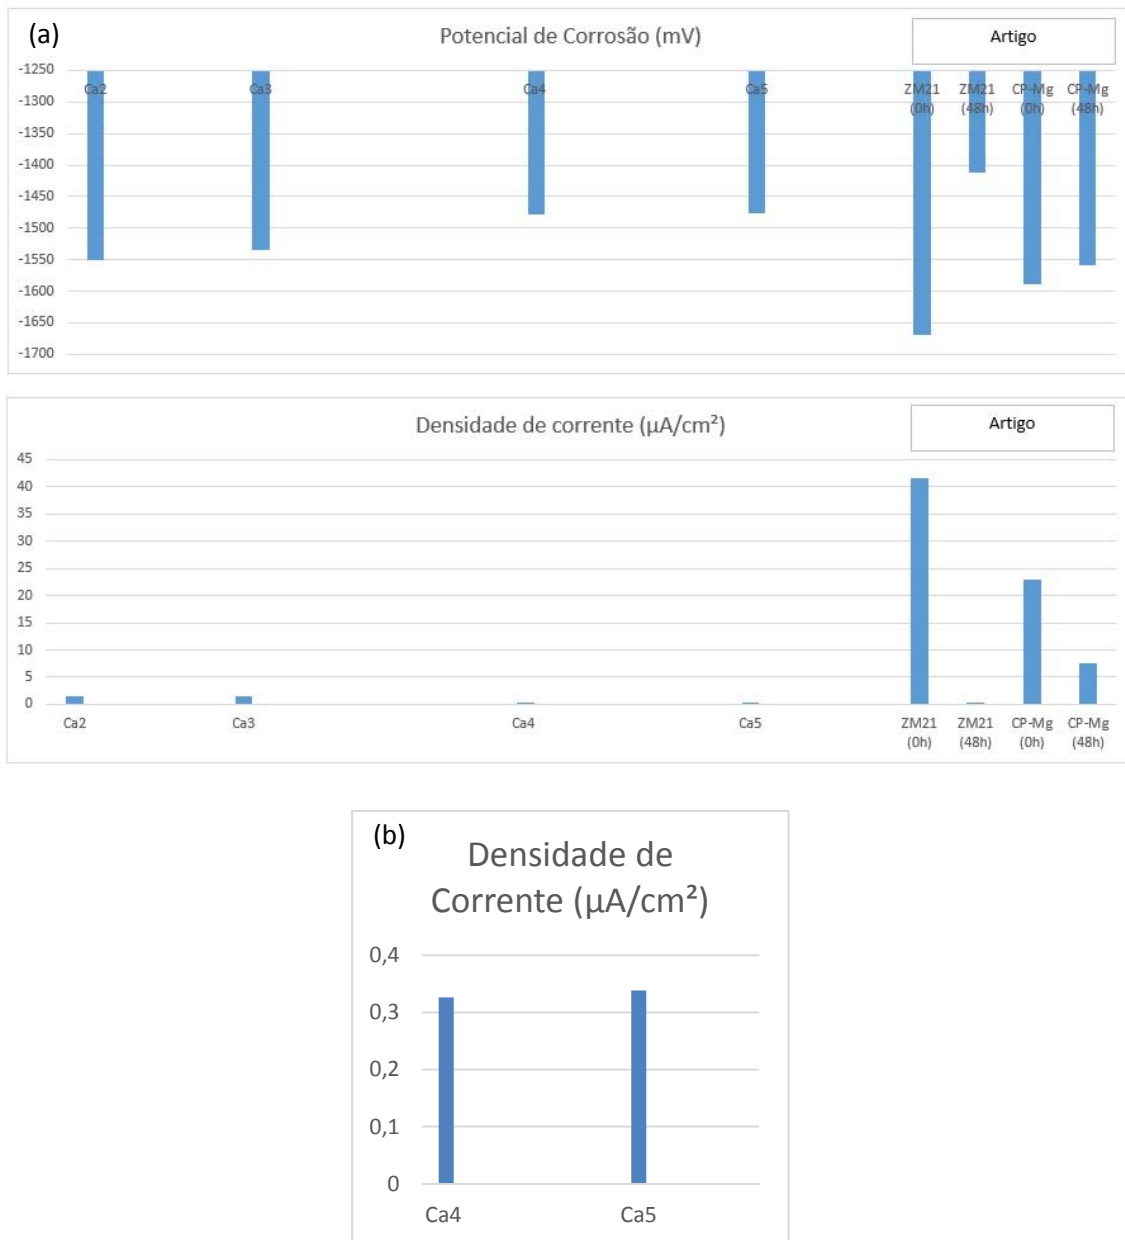 (a)
Potencial de Corrosão (mV)
Artigo
-1250
-1300
-1350
-1400
-1450
-1500
-1550
-1600
-1650
-1700
Ca2
Ca3
Ca4
Ca5
ZM21
(0h)
ZM21
(48h)
CP-Mg
(0h)
CP-Mg
(48h)
Densidade de corrente (µA/cm²)
Artigo
45
40
35
30
25
20
15
10
5
0
Ca2
Ca3
Ca4
Ca5
ZM21
(0h)
ZM21
(48h)
CP-Mg
(0h)
CP-Mg
(48h)
(b)
Densidade de
Corrente (µA/cm²)
0,4
0,3
0,2
0,1
0
Ca4
Ca5